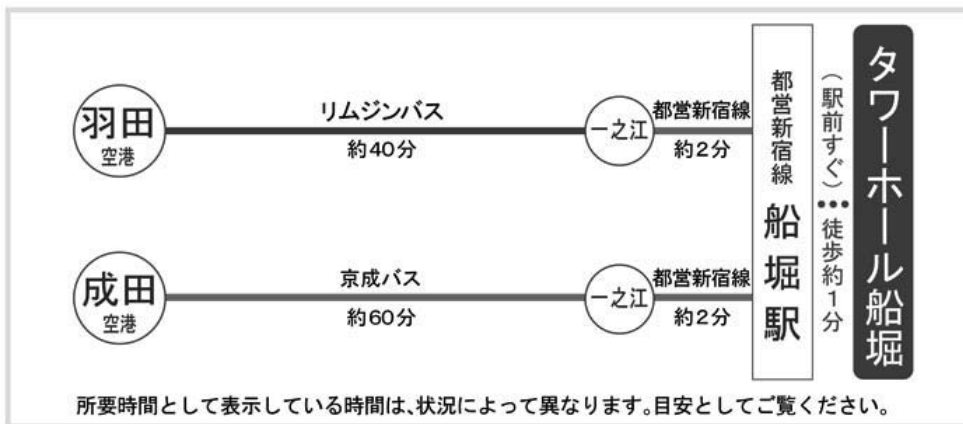 羽田
空港
リムジンバス
約40分
一之江
都営新宿線
約2分
成田
空港
京成バス
約60分
一之江
都営新宿線
約2分
都営新宿線 船堀駅
(駅前すぐ)•••徒歩約1分
タワーホール船堀
所要時間として表示している時間は、状況によって異なります。目安としてご覧ください。